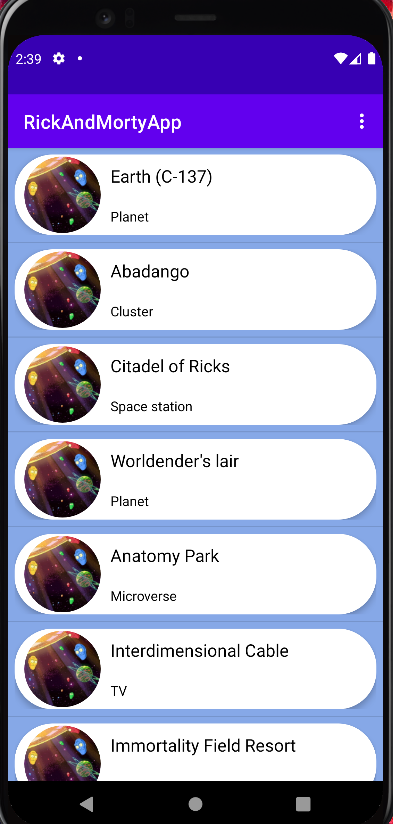 2:39
RickAndMortyApp
Earth (C-137)
Planet
Abadango
Cluster
Citadel of Ricks
Space station
Worldender's lair
Planet
Anatomy Park
Microverse
Interdimensional Cable
TV
Immortality Field Resort